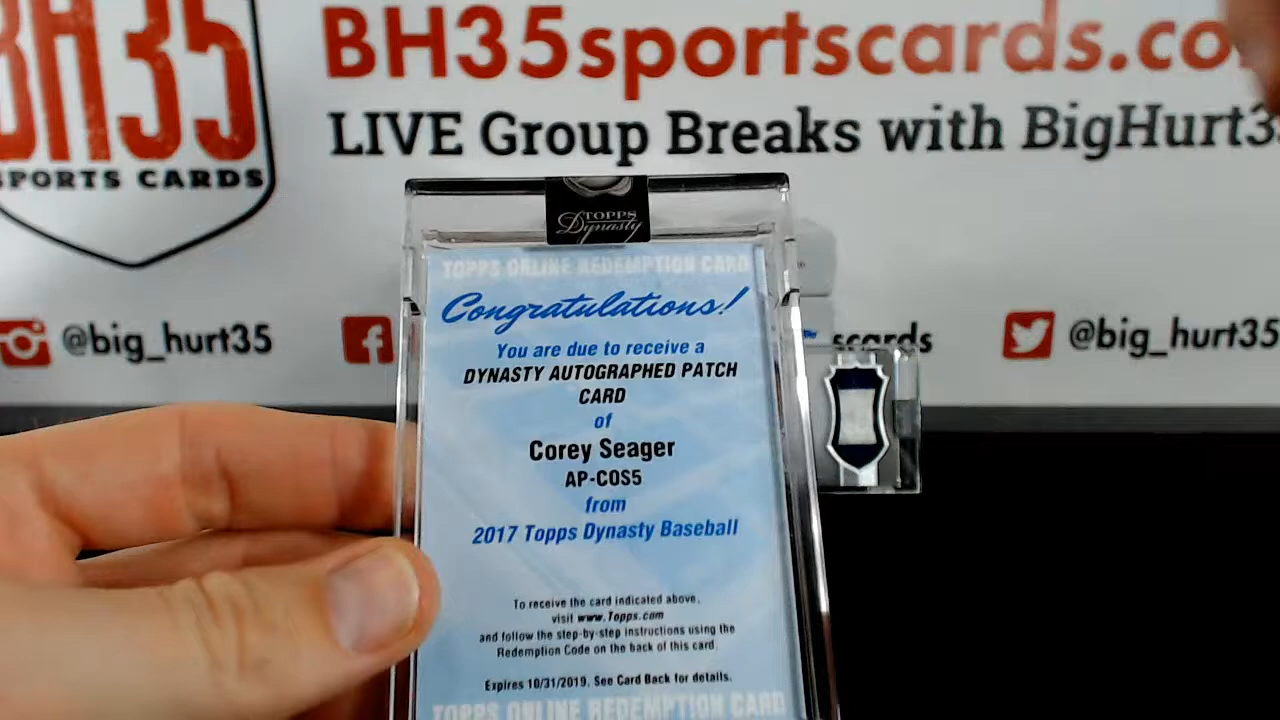 BH35
SPORTS CARDS
BH35sportscards.co
LIVE Group Breaks with BigHurt3
TOPPS
Dynasty
TOPPS ONLINE REDEMPTION CARD
Congratulations!
@big_hurt35
scards
@big_hurt35
You are due to receive a
DYNASTY AUTOGRAPHED PATCH
CARD
of
Corey Seager
AP-COS5
from
2017 Topps Dynasty Baseball
To receive the card indicated above,
visit www.Topps.com
and follow the step-by-step instructions using the
Redemption Code on the back of this card.
Expires 10/31/2019. See Card Back for details.
TOPPS ONLINE REDEMPTION CARD